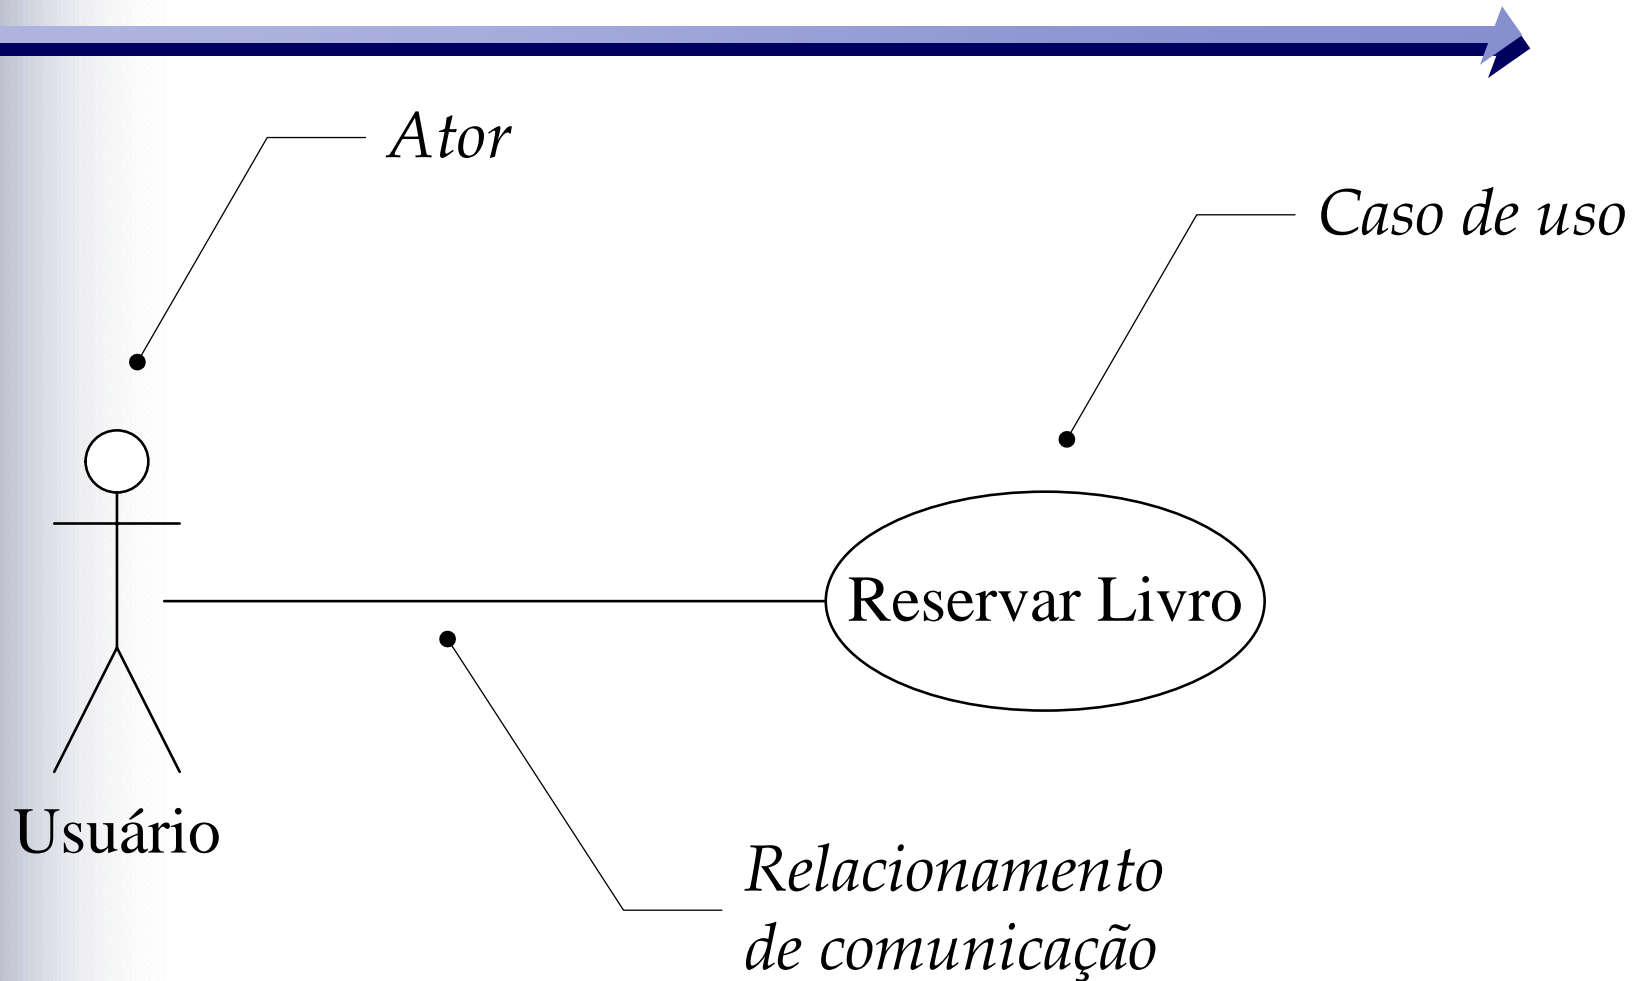 Ator
Caso de uso
Reservar Livro
Usuário
Relacionamento
de comunicação